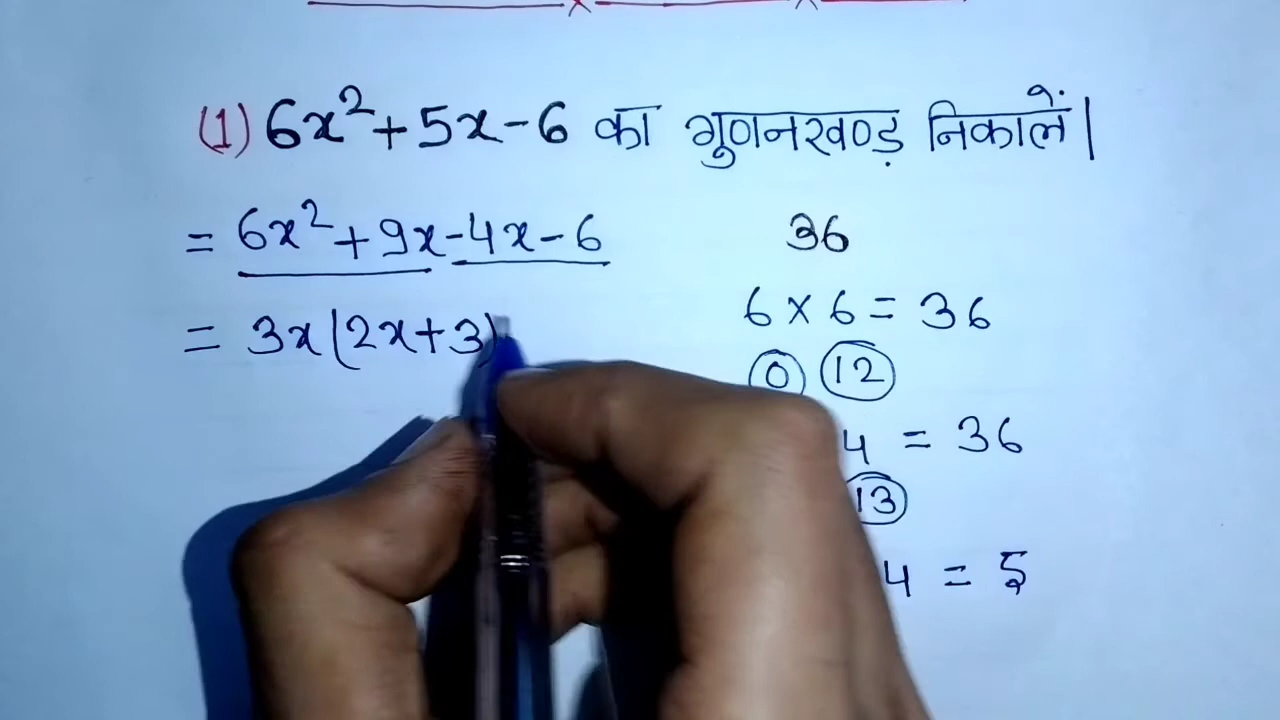 (1) 6x²+5x-6 का गुणनखण्ड़ निकालें।
= 6x²+9x-4x-6
= 3x(2x+3)
36
6×6=36
0 12
4 = 36
13
4 = 5